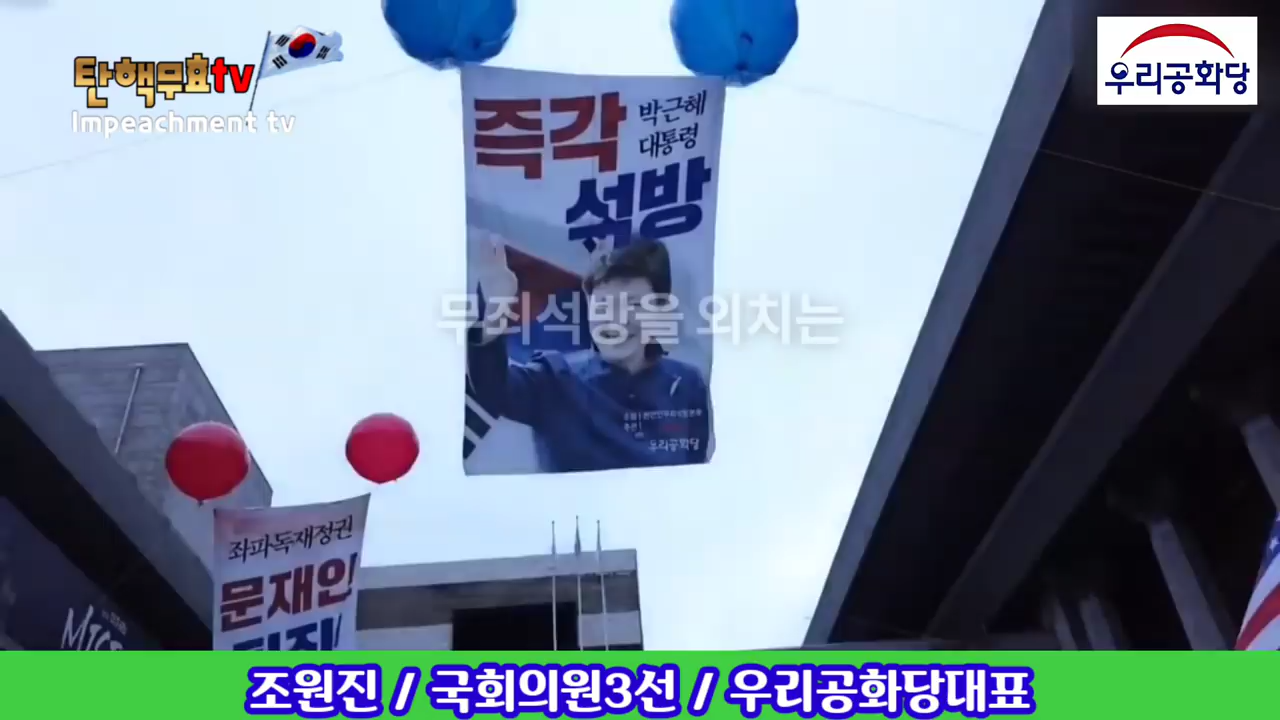 탄핵무효tv
Impeachment tv
우리공화당
즉각
박근혜
대통령
석방
무죄석방을 외치는
우리공화당
좌파독재정권
문재인
퇴진!
조원진 / 국회의원3선 / 우리공화당대표